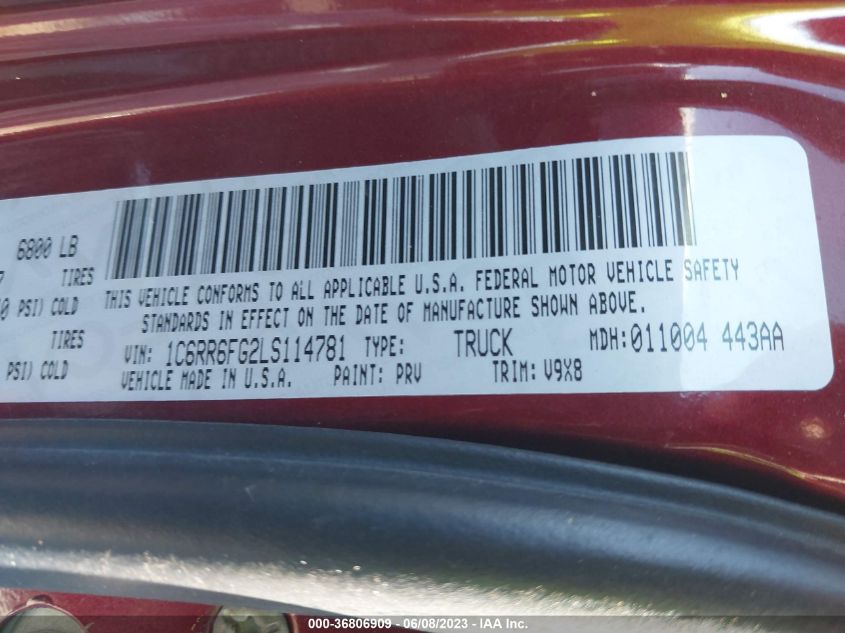 6800 LB
7 TIRES
0 PSI) COLD
TIRES
PSI) COLD
THIS VEHICLE CONFORMS TO ALL APPLICABLE U.S.A. FEDERAL MOTOR VEHICLE SAFETY
STANDARDS IN EFFECT ON THE DATE OF MANUFACTURE SHOWN ABOVE.
VIN: 1C6RR6FG2LS114781 TYPE: TRUCK MDH:011004 443AA
VEHICLE MADE IN U.S.A. PAINT: PRV TRIM: V9X8
000-36806909 - 06/08/2023 - IAA Inc.